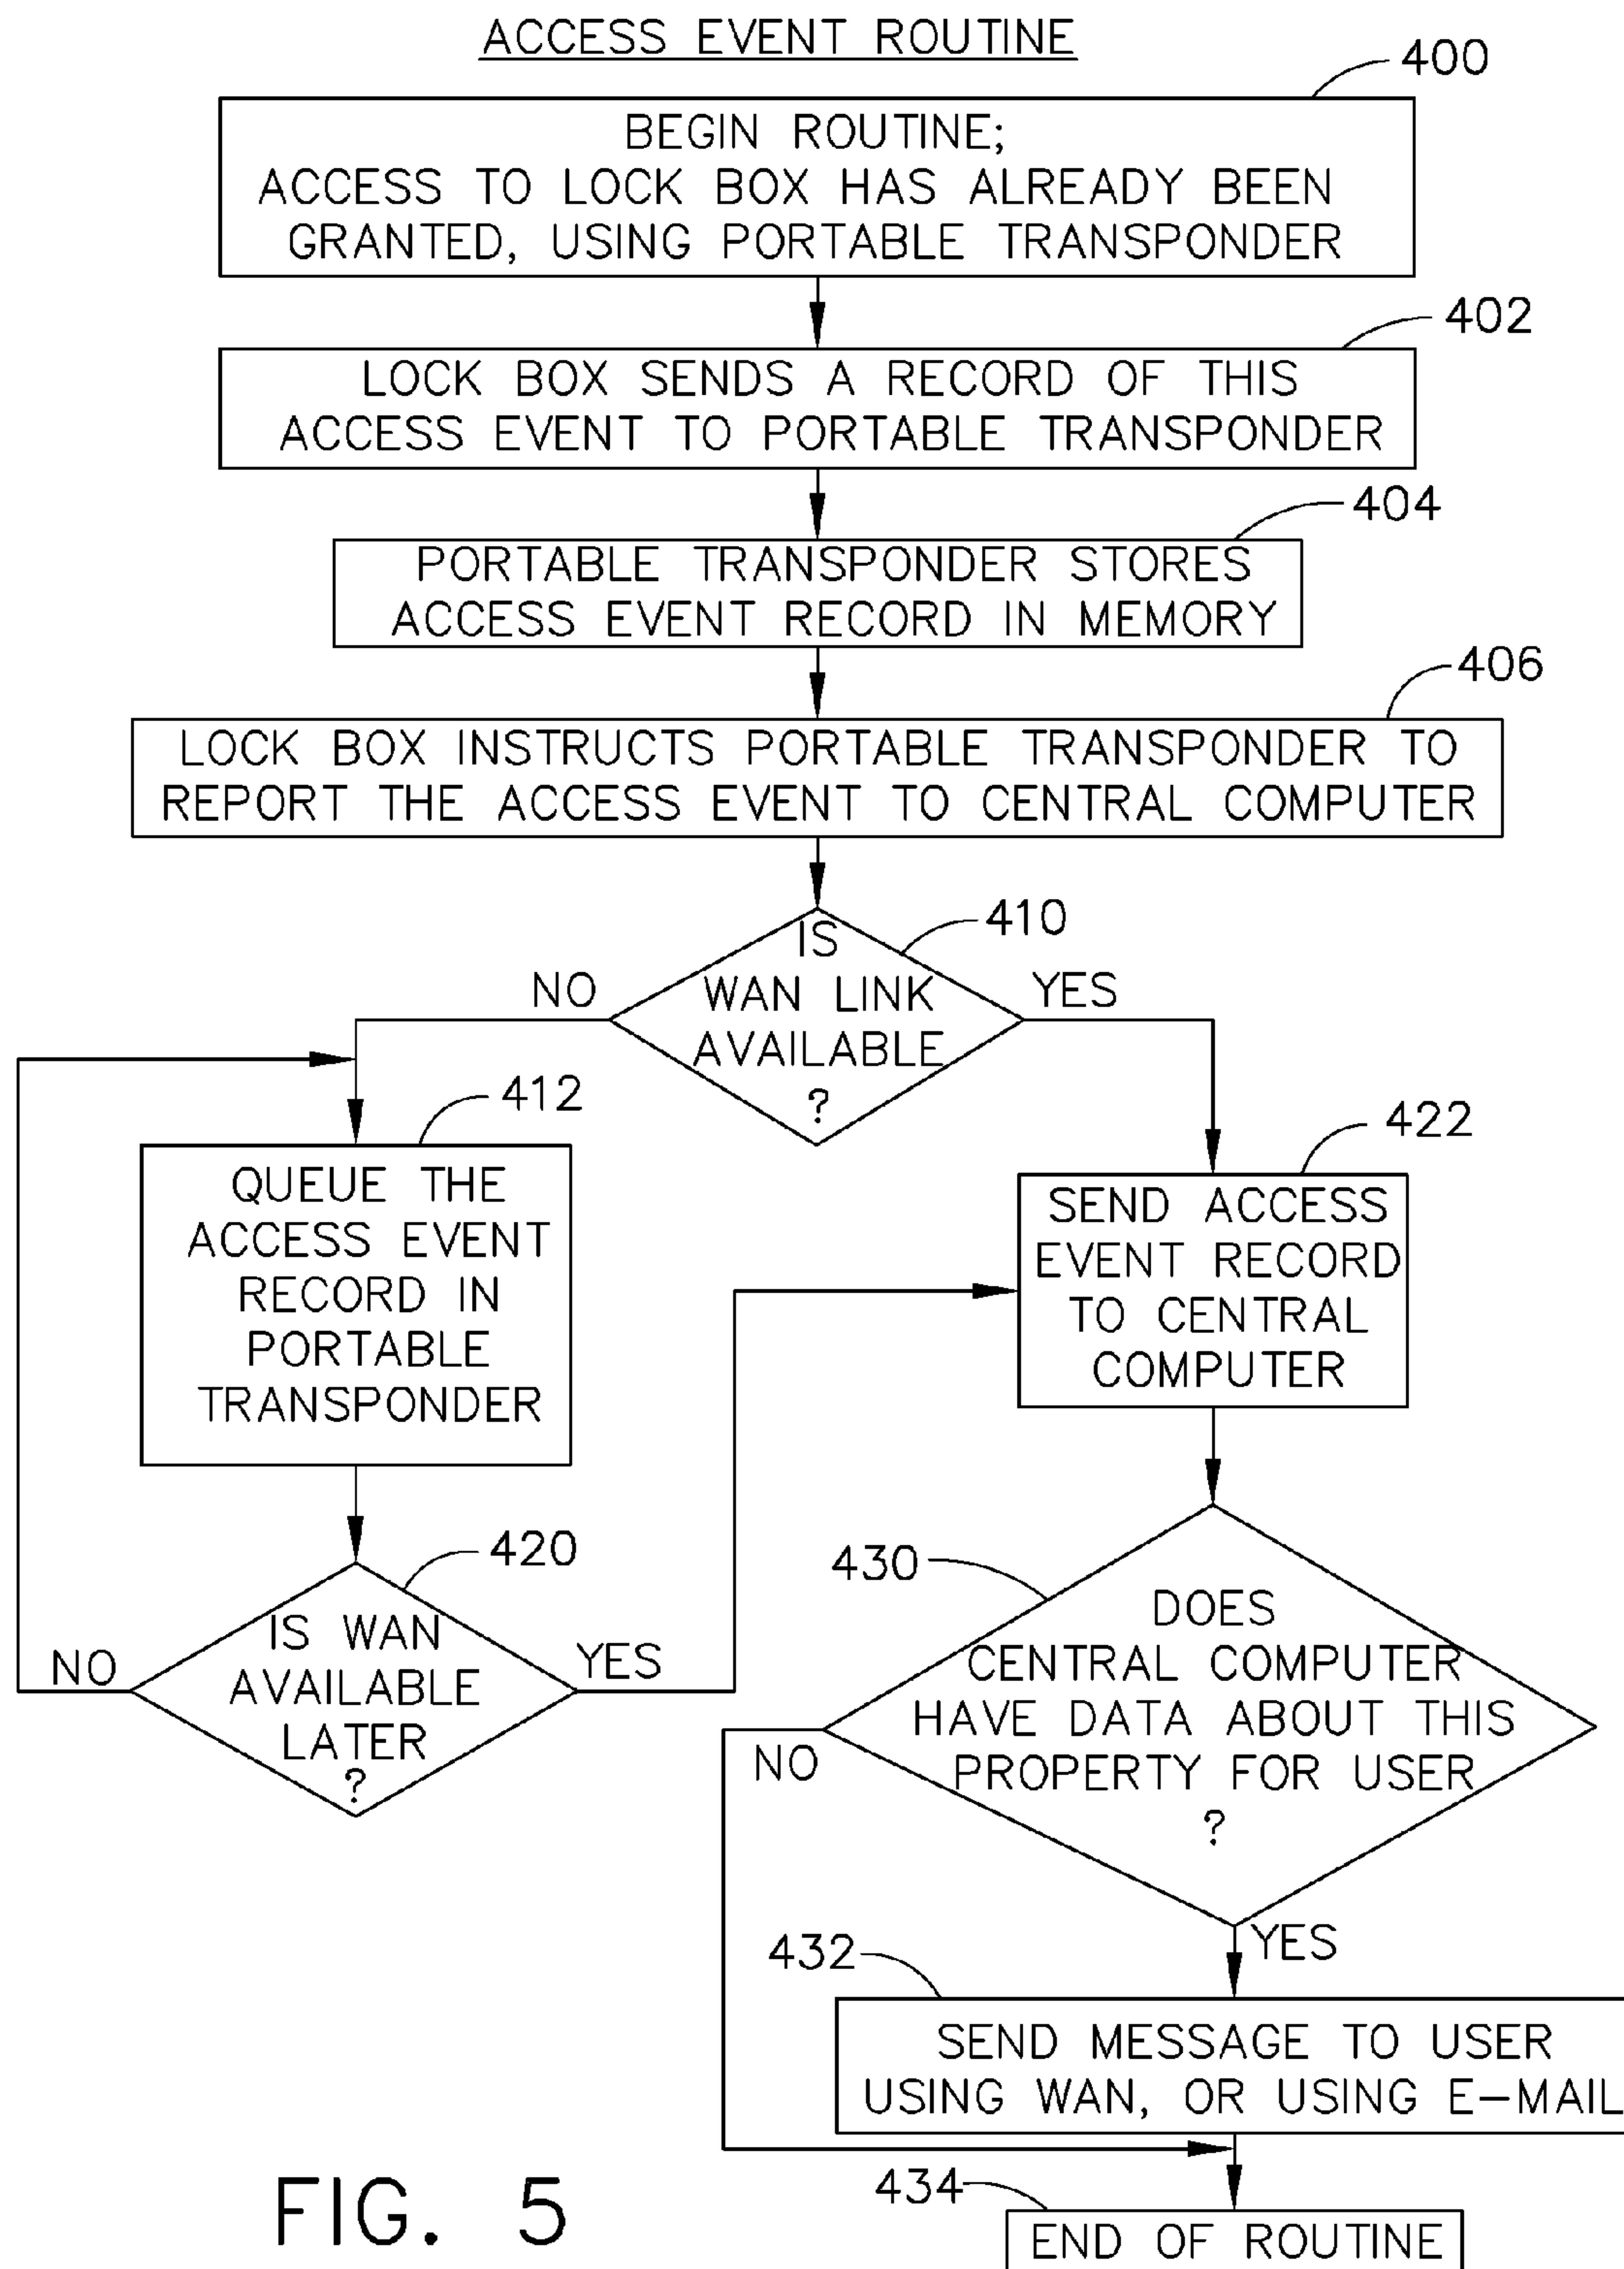 ACCESS EVENT ROUTINE
400
BEGIN ROUTINE;
ACCESS TO LOCK BOX HAS ALREADY BEEN
GRANTED, USING PORTABLE TRANSPONDER
402
LOCK BOX SENDS A RECORD OF THIS
ACCESS EVENT TO PORTABLE TRANSPONDER
404
PORTABLE TRANSPONDER STORES
ACCESS EVENT RECORD IN MEMORY
406
LOCK BOX INSTRUCTS PORTABLE TRANSPONDER TO
REPORT THE ACCESS EVENT TO CENTRAL COMPUTER
410
IS
WAN LINK
AVAILABLE
?
NO
YES
412
QUEUE THE
ACCESS EVENT
RECORD IN
PORTABLE
TRANSPONDER
422
SEND ACCESS
EVENT RECORD
TO CENTRAL
COMPUTER
420
IS WAN
AVAILABLE
LATER
?
NO
YES
430
DOES
CENTRAL COMPUTER
HAVE DATA ABOUT THIS
PROPERTY FOR USER
?
NO
YES
432
SEND MESSAGE TO USER
USING WAN, OR USING E-MAIL
434
END OF ROUTINE
FIG. 5